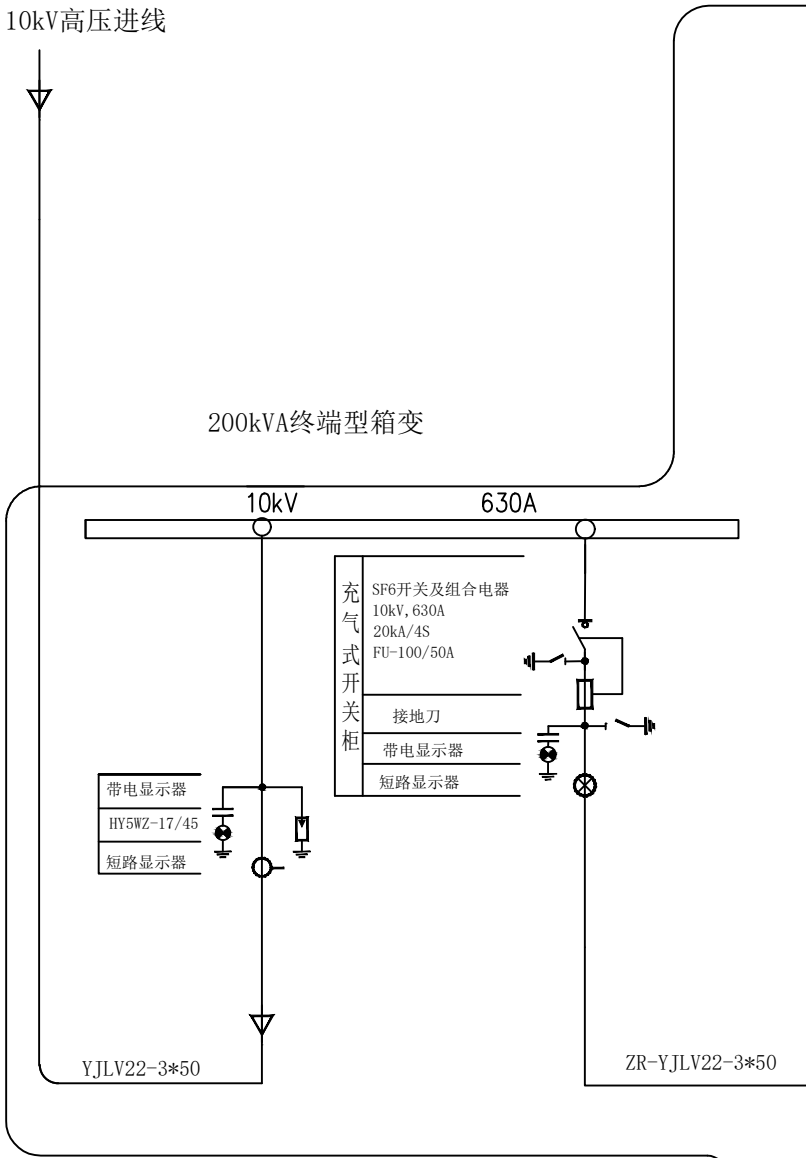 10kV高压进线
200kVA终端型箱变
10kV
630A
充气式开关柜
SF6开关及组合电器
10kV,630A
20kA/4S
FU-100/50A
接地刀
带电显示器
短路显示器
带电显示器
HY5WZ-17/45
短路显示器
YJLV22-3*50
ZR-YJLV22-3*50